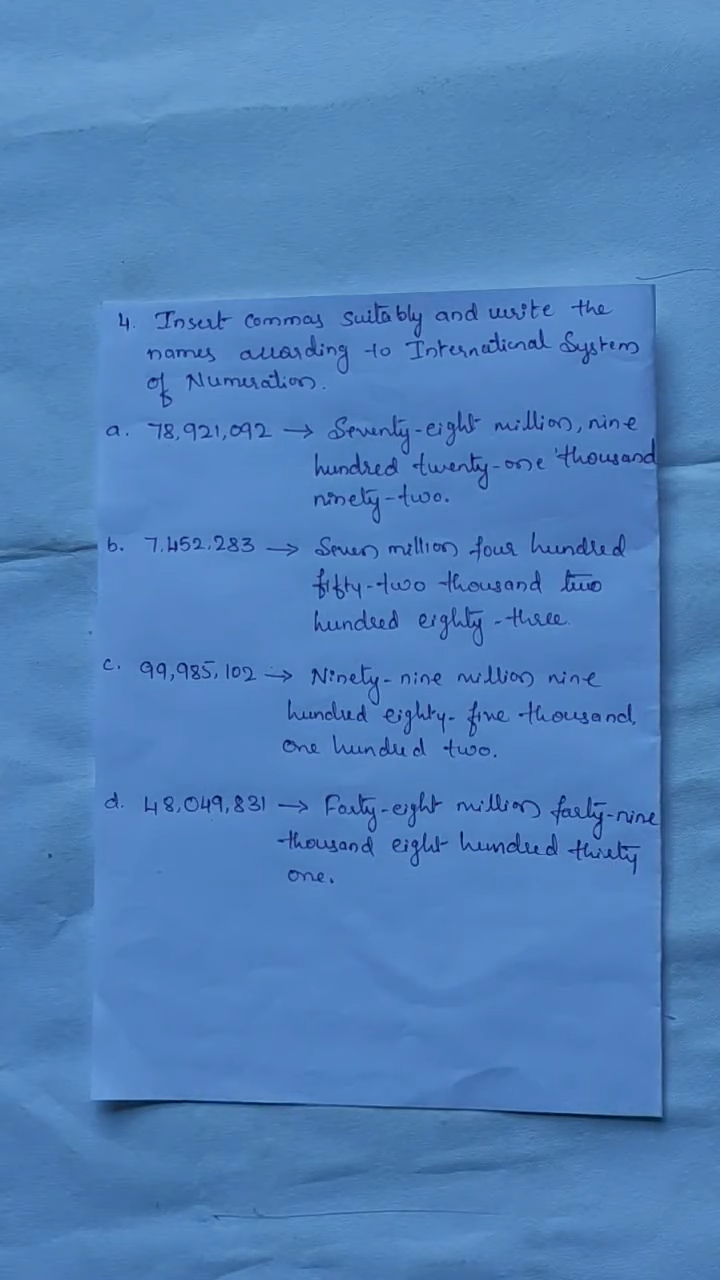 4. Insert commas suitably and write the
names according to International System
of Numeration.
a. 78,921,092 → Seventy-eight million, nine
hundred twenty-one thousand
ninety-two.
b. 7,452,283 → Seven million four hundred
fifty-two thousand two
hundred eighty-three.
c. 99,985,102 → Ninety-nine million nine
hundred eighty-five thousand,
one hundred two.
d. 48,049,831 → Forty-eight million forty-nine
thousand eight hundred thirty
one.